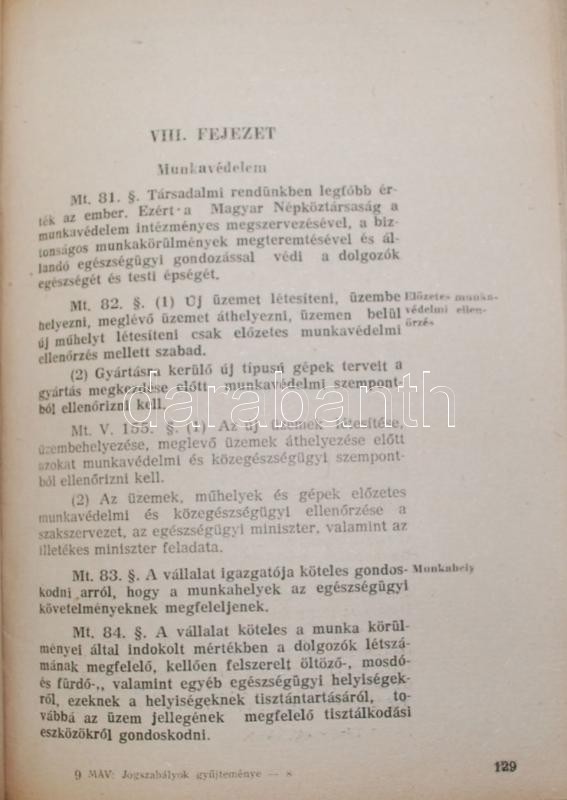 VIII. FEJEZET
Munkavédelem
Mt. 81. §. Társadalmi rendünkben legfőbb ér-
ték az ember. Ezért a Magyar Népköztársaság a
munkavédelem intézményes megszervezésével, a biz-
tonságos munkakörülmények megteremtésével és ál-
landó egészségügyi gondozással védi a dolgozók
egészségét és testi épségét.
Mt. 82. §. (1) Új üzemet létesíteni, üzembe
helyezni, meglévő üzemet áthelyezni, üzemen belül
új műhelyt létesíteni csak előzetes munkavédelmi
ellenőrzés mellett szabad.
Előzetes munka-
védelmi ellen-
őrzés
(2) Gyártásra kerülő új típusú gépek terveit a
gyártás megkezdése előtt munkavédelmi szempont-
ból ellenőrizni kell.
darabanth
Mt. V. 155. §. (1) Az új üzemek létesítése,
üzembehelyezése, meglevő üzemek áthelyezése előtt
azokat munkavédelmi és közegészségügyi szempont-
ból ellenőrizni kell.
(2) Az üzemek, műhelyek és gépek előzetes
munkavédelmi és közegészségügyi ellenőrzése a
szakszervezet, az egészségügyi miniszter, valamint az
illetékes miniszter feladata.
Mt. 83. §. A vállalat igazgatója köteles gondos-
kodni arról, hogy a munkahelyek az egészségügyi
követelményeknek megfeleljenek.
Munkahely
Mt. 84. §. A vállalat köteles a munka körül-
ményei által indokolt mértékben a dolgozók létszá-
mának megfelelő, kellően felszerelt öltöző-, mosdó-
és fürdő-,, valamint egyéb egészségügyi helyiségek-
ről, ezeknek a helyiségeknek tisztántartásáról, to-
vábbá az üzem jellegének megfelelő tisztálkodási
eszközökről gondoskodni.
9 MÁV: Jogszabályok gyűjteménye — 8
129